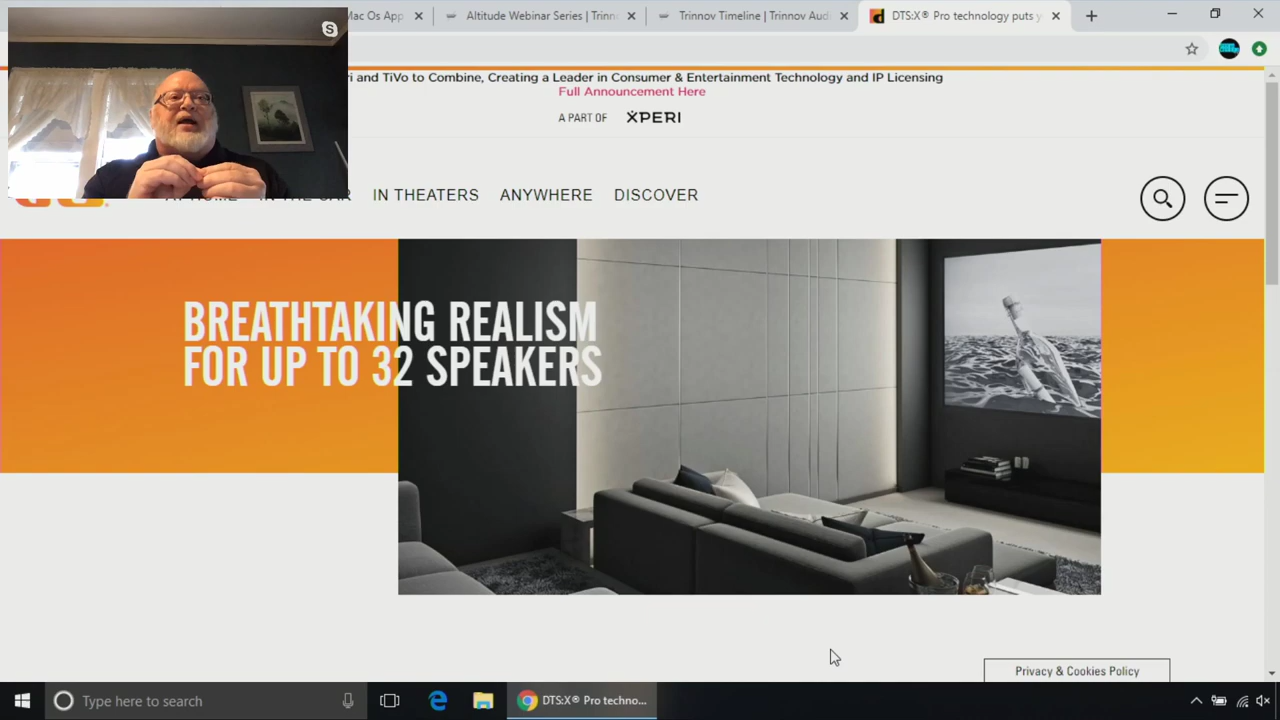 Mac Os App
Altitude Webinar Series | Trinn
Trinnov Timeline | Trinnov Aud
DTS:X® Pro technology puts y
ri and TiVo to Combine, Creating a Leader in Consumer & Entertainment Technology and IP Licensing
Full Announcement Here
A PART OF XPERI
IN THEATERS
ANYWHERE
DISCOVER
BREATHTAKING REALISM
FOR UP TO 32 SPEAKERS
Privacy & Cookies Policy
Type here to search
DTS:X® Pro techno...